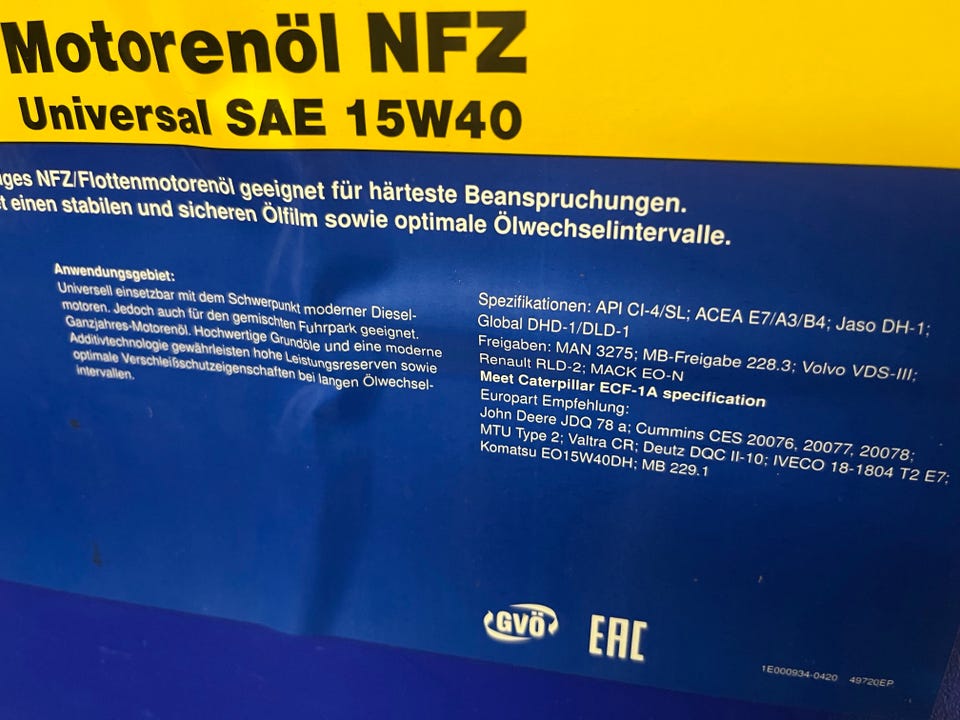 Motorenöl NFZ
Universal SAE 15W40
NFZ/Flottenmotorenöl geeignet für härteste Beanspruchungen.
einen stabilen und sicheren Ölfilm sowie optimale Ölwechselintervalle.
Anwendungsgebiet:
Universell einsetzbar mit dem Schwerpunkt moderner Diesel-
motoren. Jedoch auch für den gemischten Fuhrpark geeignet.
Ganzjahres-Motorenöl. Hochwertige Grundöle und eine moderne
Additivtechnologie gewährleisten hohe Leistungsreserven sowie
optimale Verschleißschutzeigenschaften bei langen Ölwechsel-
intervallen.
Spezifikationen: API CI-4/SL; ACEA E7/A3/B4; Jaso DH-1;
Global DHD-1/DLD-1
Freigaben: MAN 3275; MB-Freigabe 228.3; Volvo VDS-III;
Renault RLD-2; MACK EO-N
Meet Caterpillar ECF-1A specification
Europart Empfehlung:
John Deere JDQ 78 a; Cummins CES 20076, 20077, 20078;
MTU Type 2; Valtra CR; Deutz DQC II-10; IVECO 18-1804 T2 E7;
Komatsu EO15W40DH; MB 229.1
GVÖ
EAC
1E000934-0420 49720EP